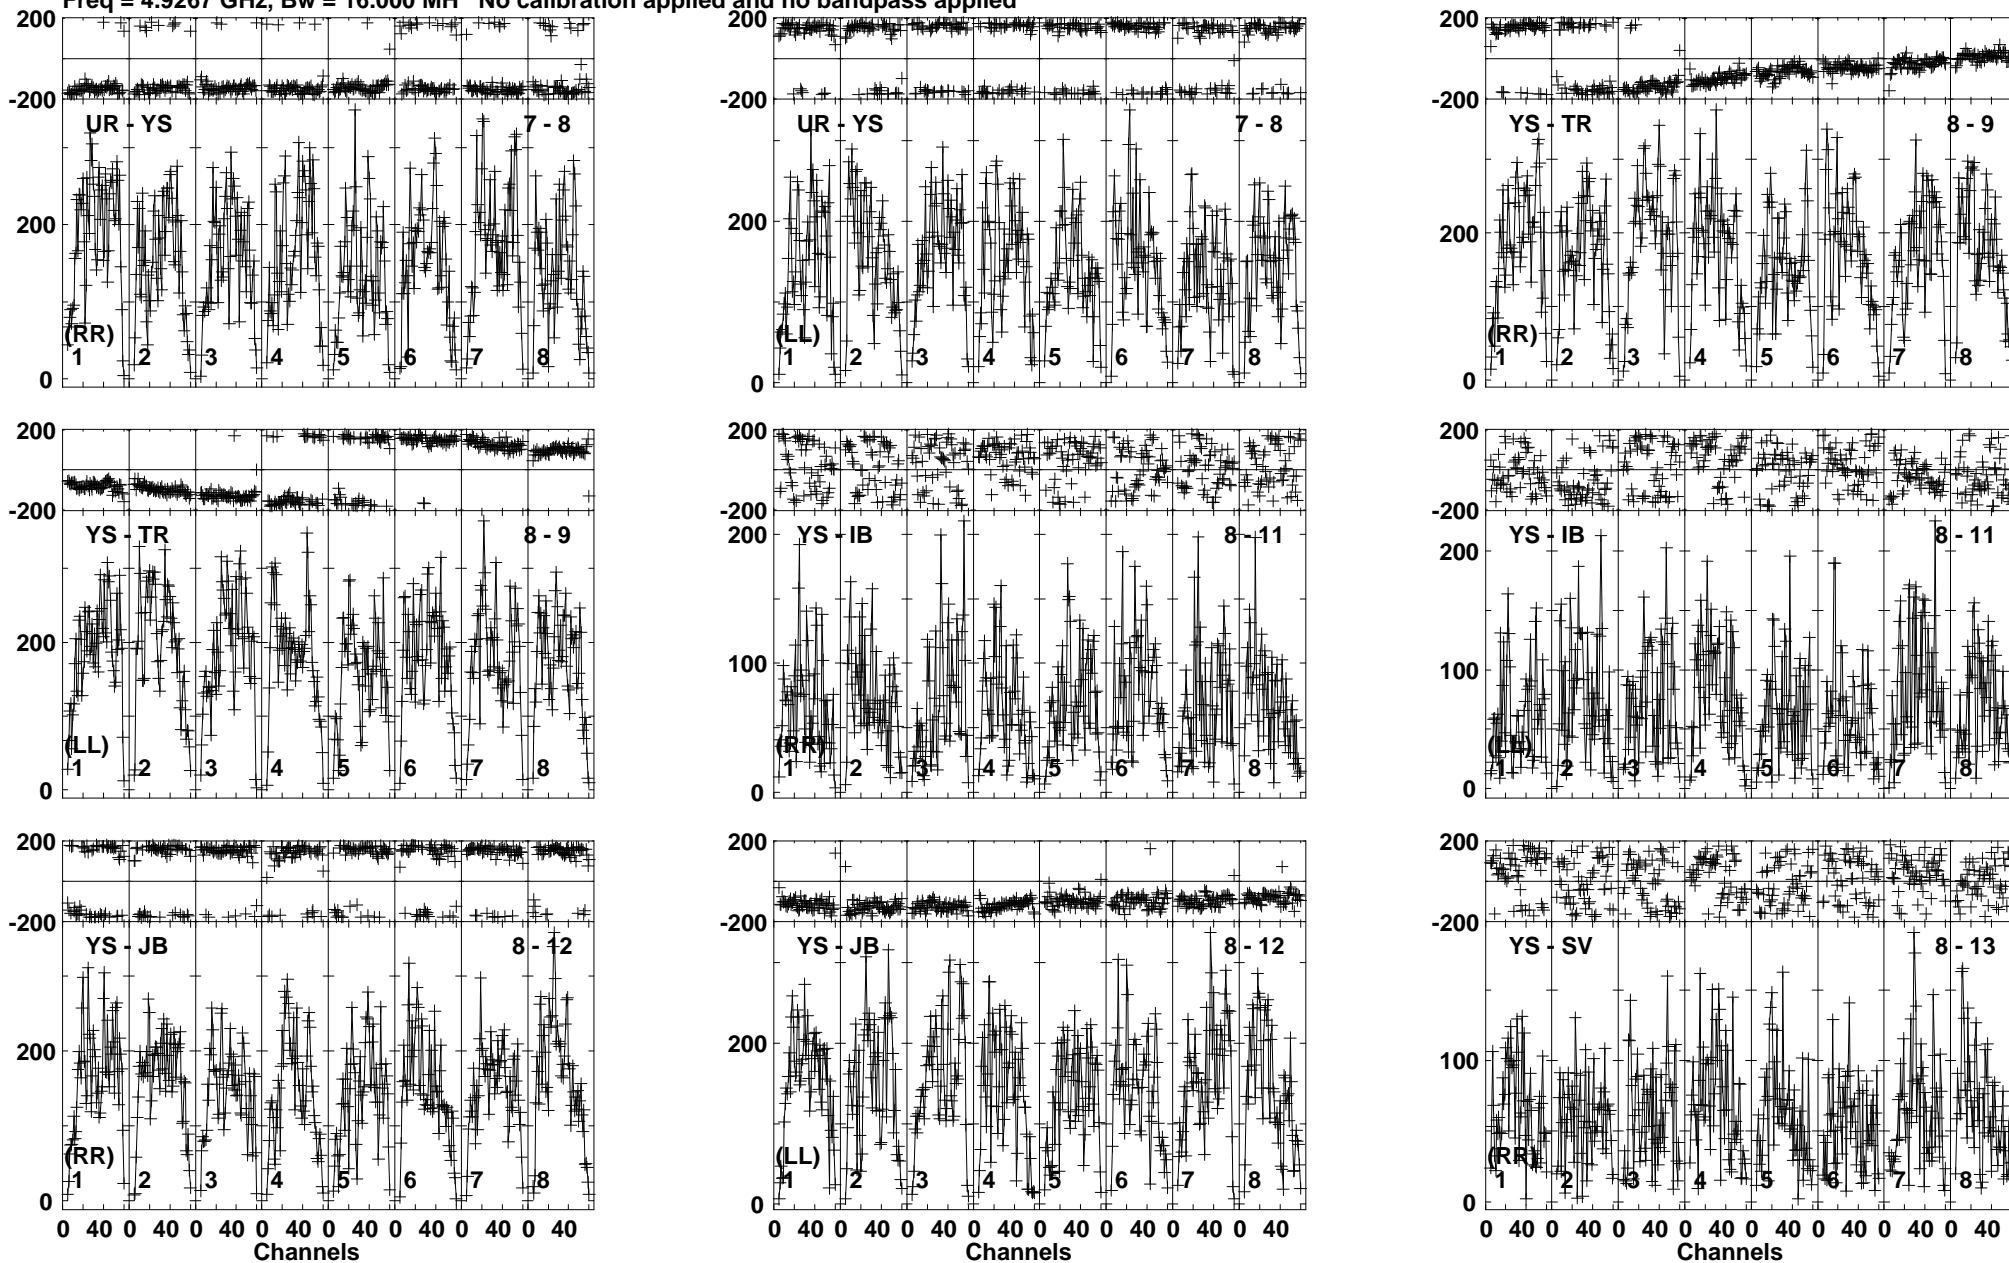 Freq = 4.9267 GHz, Bw = 16.000 MH No calibration applied and no bandpass applied
200
-200
UR - YS 7 - 8
200
(RR)
1 2 3 4 5 6 7 8
0
200
-200
UR - YS 7 - 8
200
(LL)
1 2 3 4 5 6 7 8
0
200
-200
YS - TR 8 - 9
200
(RR)
1 2 3 4 5 6 7 8
0
200
-200
YS - TR 8 - 9
200
(LL)
1 2 3 4 5 6 7 8
0
200
-200
200
YS - IB 8 - 11
100
(RR)
1 2 3 4 5 6 7 8
0
200
-200
YS - IB 8 - 11
200
100
(LL)
1 2 3 4 5 6 7 8
0
200
-200
YS - JB 8 - 12
200
(RR)
1 2 3 4 5 6 7 8
0
0 40 0 40 0 40 0 40 0 40 0 40 0 40 0 40
Channels
200
-200
YS - JB 8 - 12
200
(LL)
1 2 3 4 5 6 7 8
0
0 40 0 40 0 40 0 40 0 40 0 40 0 40 0 40
Channels
200
-200
YS - SV 8 - 13
100
(RR)
1 2 3 4 5 6 7 8
0
0 40 0 40 0 40 0 40 0 40 0 40 0 40 0 40
Channels